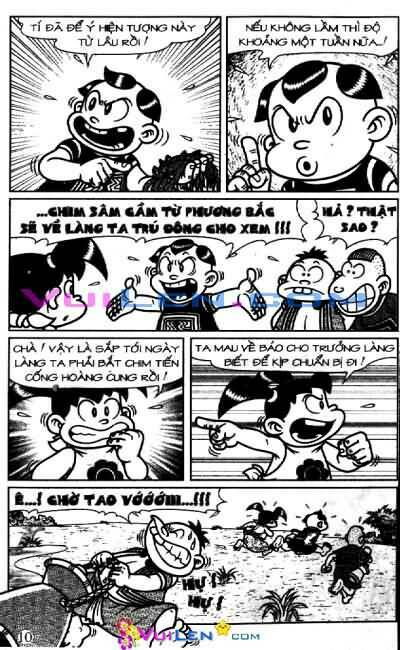 TÍ ĐÃ ĐỂ Ý HIỆN TƯỢNG NÀY
TỪ LÂU RỒI!
NẾU KHÔNG LẦM THÌ ĐỘ
KHOẢNG MỘT TUẦN NỮA...!
...CHIM SÂM CẦM TỪ PHƯƠNG BẮC
SẼ VỀ LÀNG TA TRÚ ĐÔNG CHO XEM!!!
HẢ? THẬT
SAO?
VUILEN.COM
CHÀ! VẬY LÀ SẮP TỚI NGÀY
LÀNG TA PHẢI BẮT CHIM TIẾN
CỐNG HOÀNG CUNG RỒI!
TA MAU VỀ BÁO CHO TRƯỞNG LÀNG
BIẾT ĐỂ KỊP CHUẨN BỊ ĐI!
Ê...! CHỜ TAO VỚỚỚIII...!!!
HỰ!
HỰ!
10
VUILEN.COM